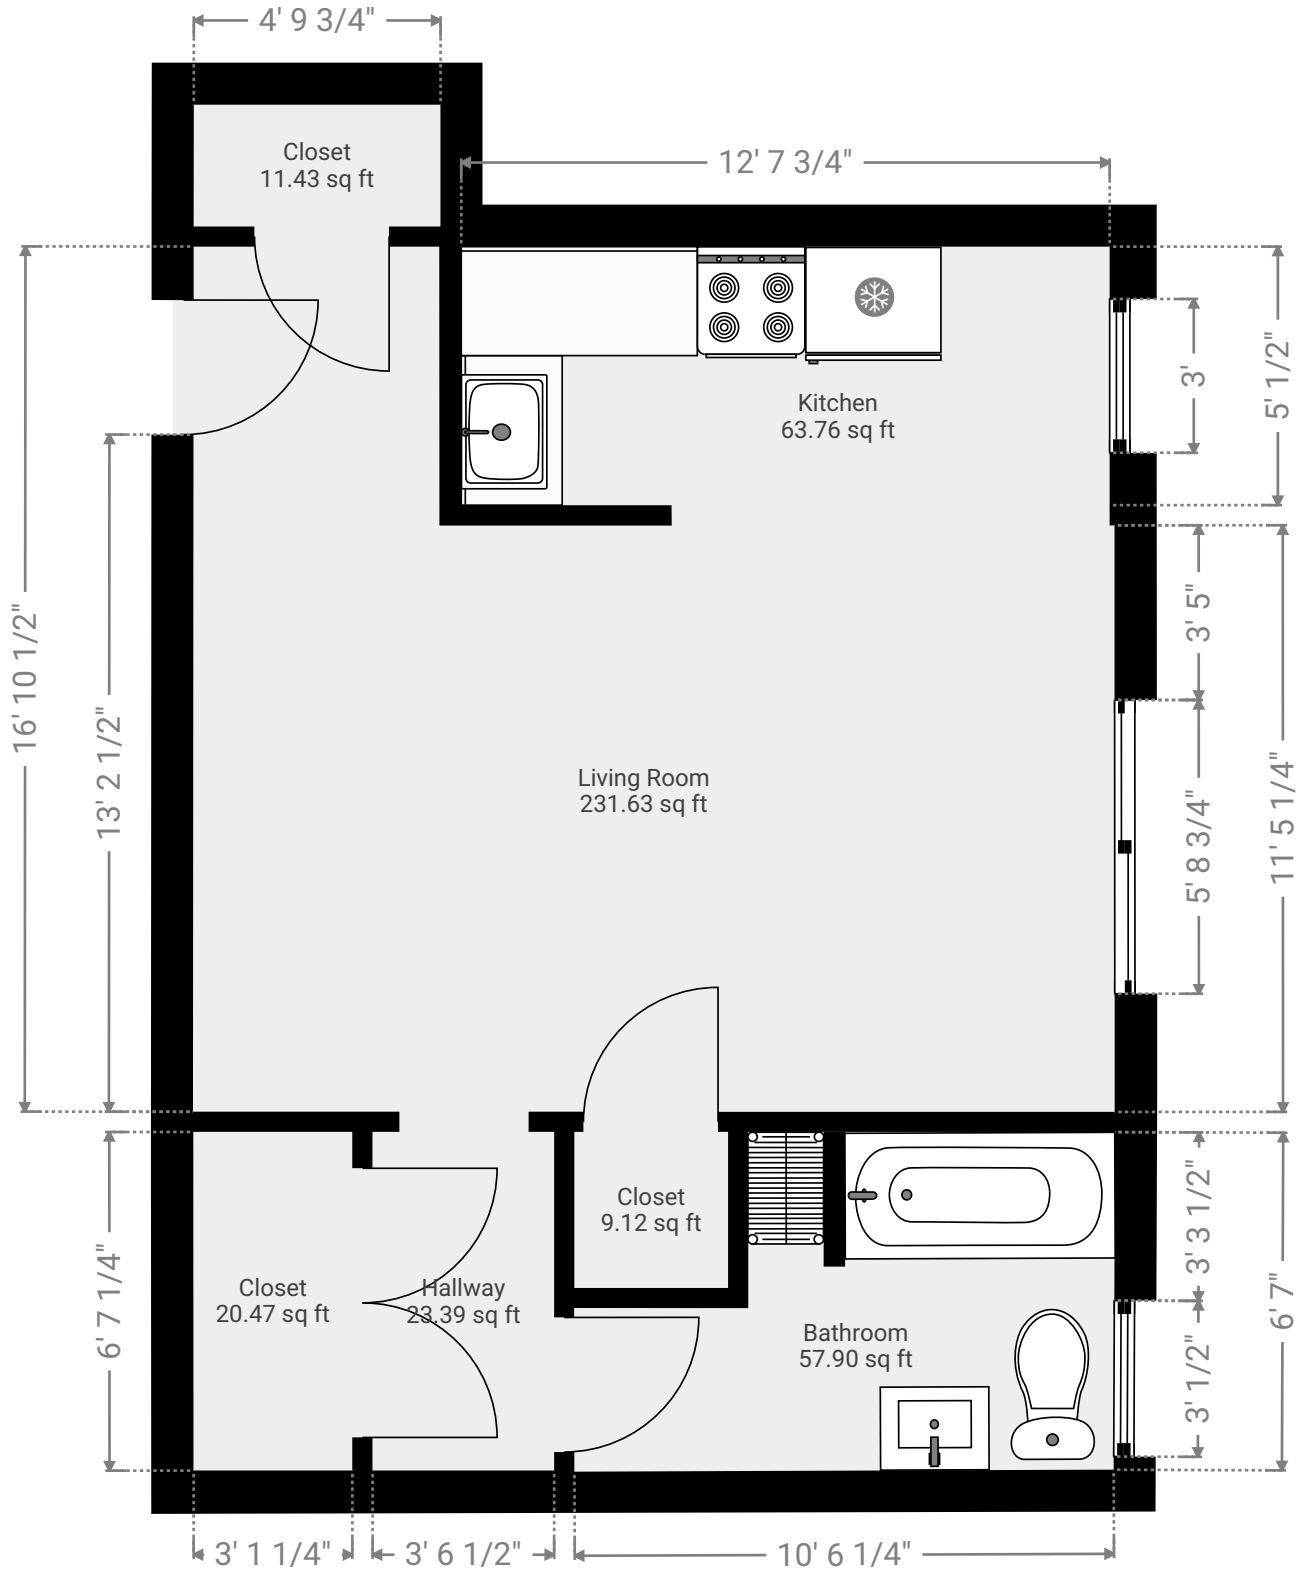 4' 9 3/4"
Closet
11.43 sq ft
12' 7 3/4"
Kitchen
63.76 sq ft
3'
5' 1/2"
16' 10 1/2"
13' 2 1/2"
3' 5"
Living Room
231.63 sq ft
5' 8 3/4"
11' 5 1/4"
Closet
9.12 sq ft
3' 3 1/2"
6' 7 1/4"
Closet
20.47 sq ft
Hallway
23.39 sq ft
Bathroom
57.90 sq ft
6' 7"
3' 1/2"
3' 1 1/4"
3' 6 1/2"
10' 6 1/4"